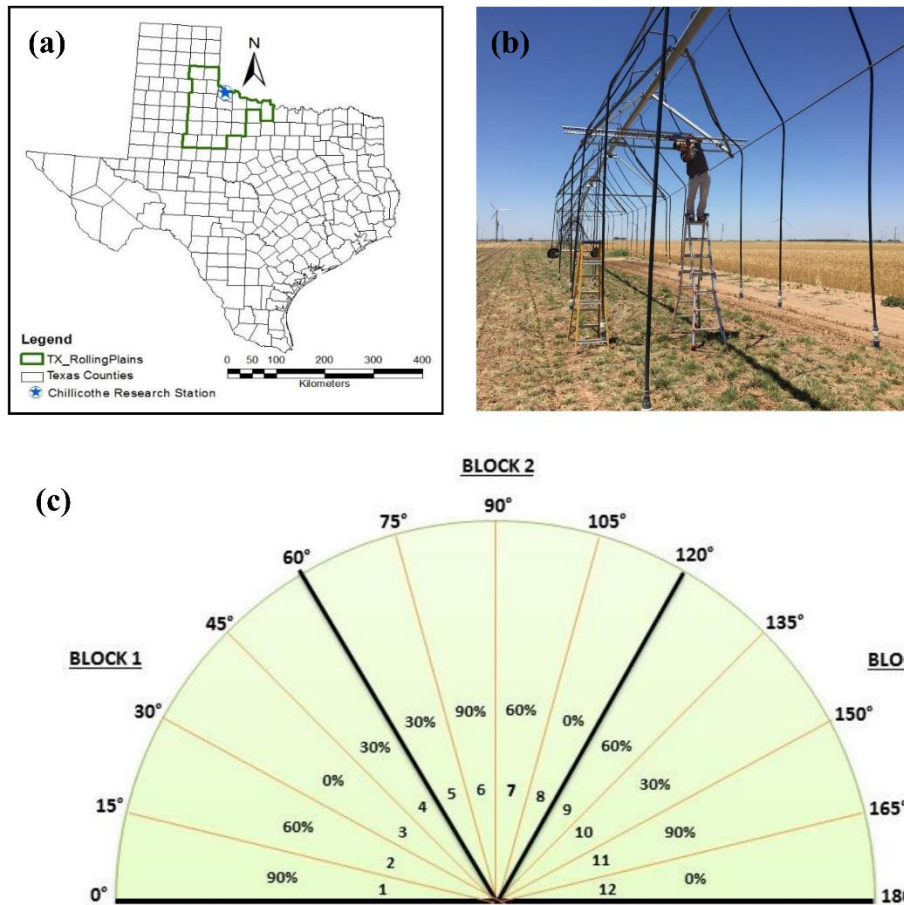 (a)
N
Legend
TX_RollingPlains
Texas Counties
Chillicothe Research Station
0 50 100 200 300 400
Kilometers
(b)
(c)
BLOCK 2
90°
75° 105°
60° 120°
45° 135°
BLOCK 1 BLOC
30° 150°
15° 165°
0° 180
30% 90% 60% 0%
30% 60%
0% 30%
60% 90%
90% 0%
4 5 6 7 8 9
3 10
2 11
1 12